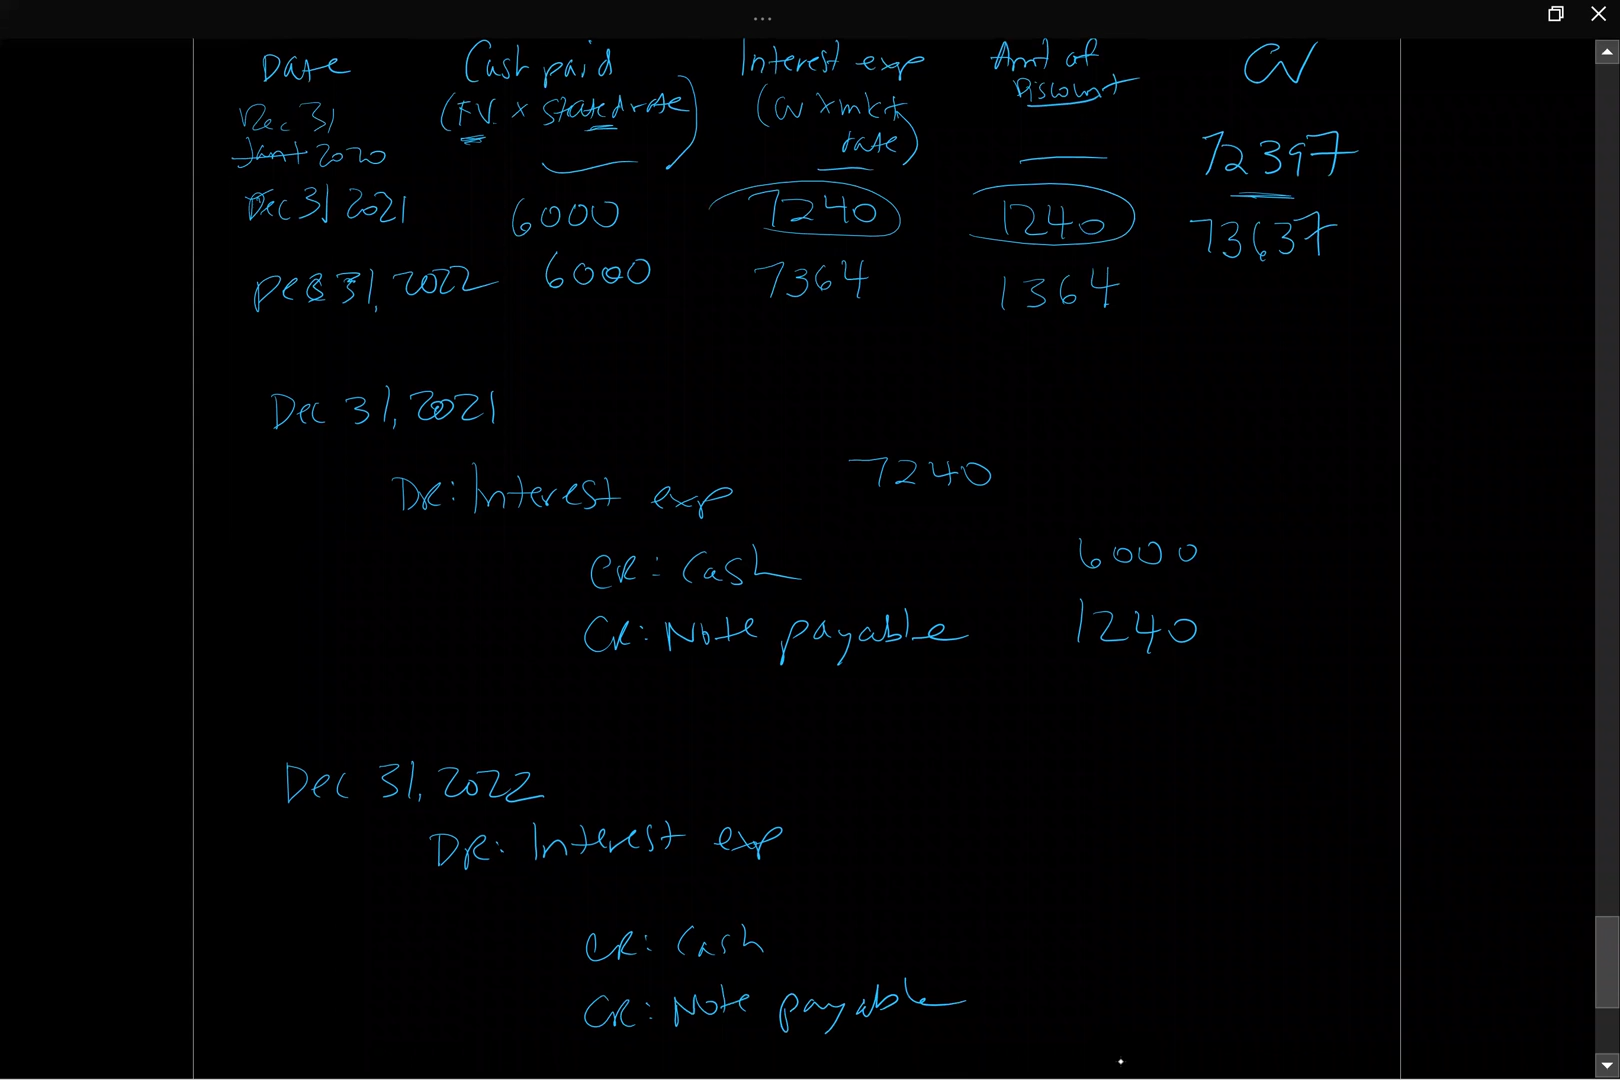 Date Cash paid Interest exp Amt of Discount CV
Dec 31 (FV x stated rate) (CV x mkt rate)
Jan 1 2020 72397
Dec 31 2021 6000 7240 1240 73637
Dec 31, 2022 6000 7364 1364
Dec 31, 2021
DR: Interest exp 7240
CR: Cash 6000
CR: Note payable 1240
Dec 31, 2022
DR: Interest exp
CR: Cash
CR: Note payable